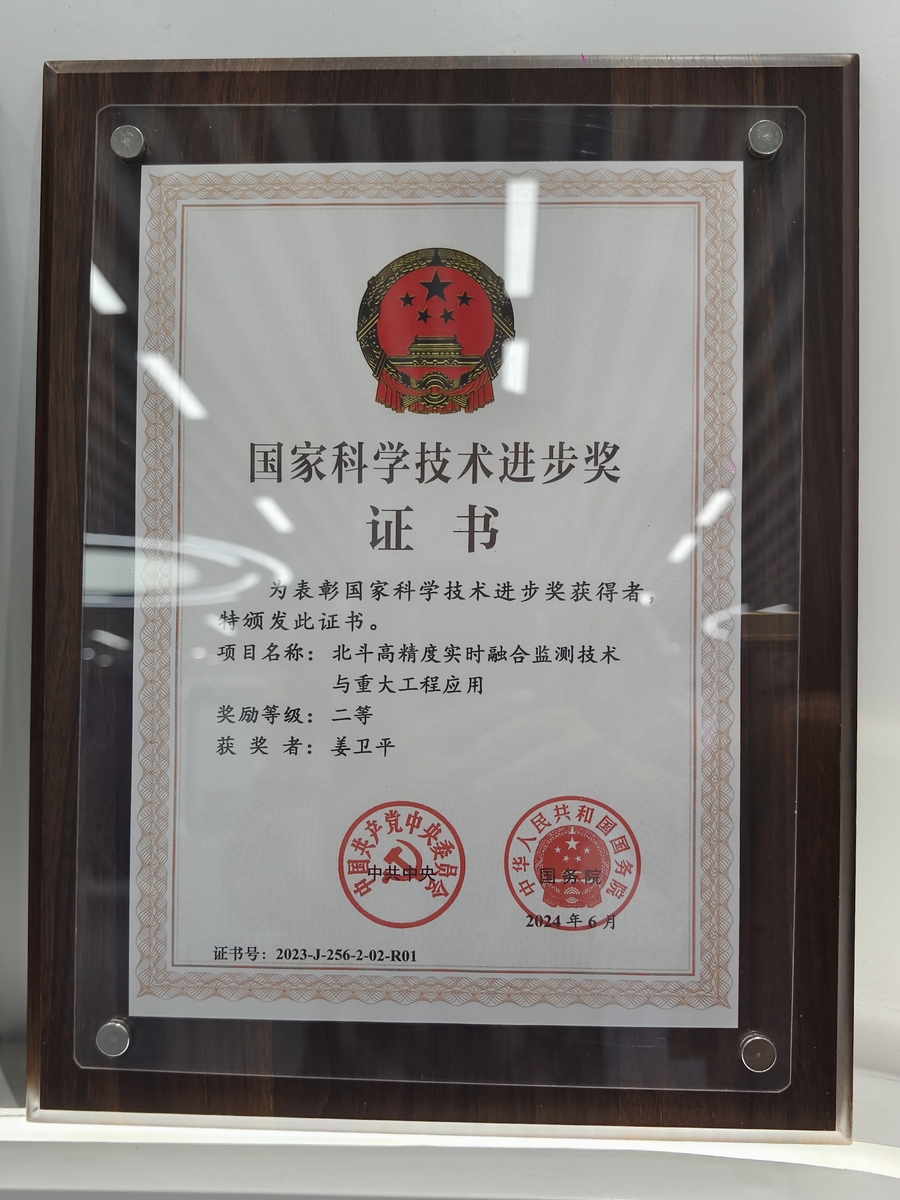 国家科学技术进步奖
证书
为表彰国家科学技术进步奖获得者，
特颁发此证书。
项目名称：北斗高精度实时融合监测技术
与重大工程应用
奖励等级：二等
获奖者：姜卫平
中国共产党中央委员会
中共中央
中华人民共和国国务院
国务院
2024年6月
证书号：2023-J-256-2-02-R01